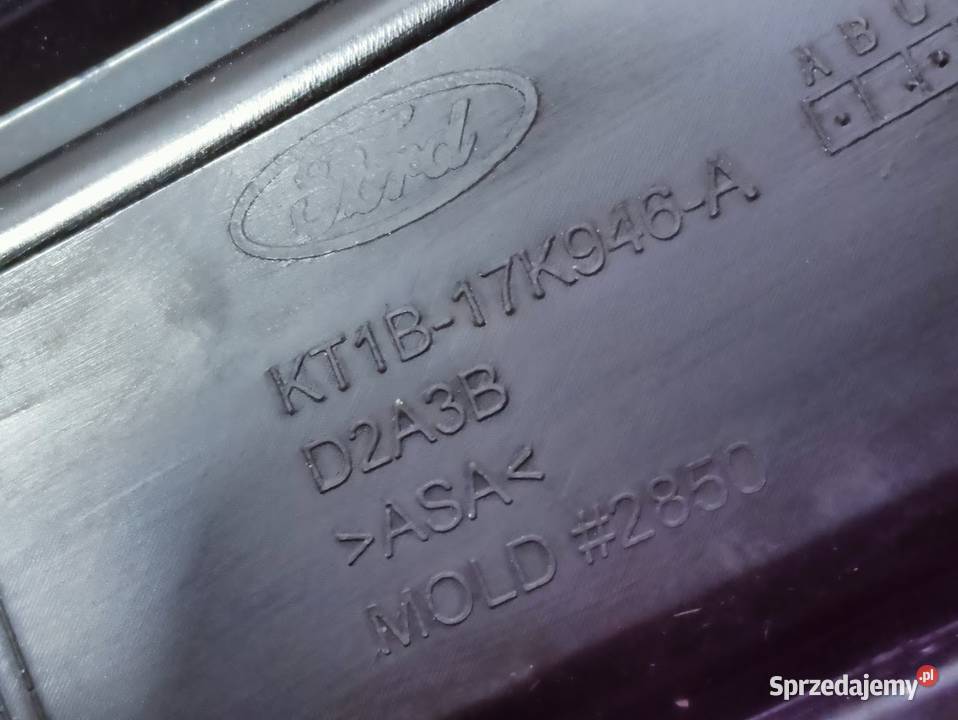 A B C
Ford
KT1B-17K946-A
D2A3B
>ASA<
MOLD #2850
Sprzedajemy.pl